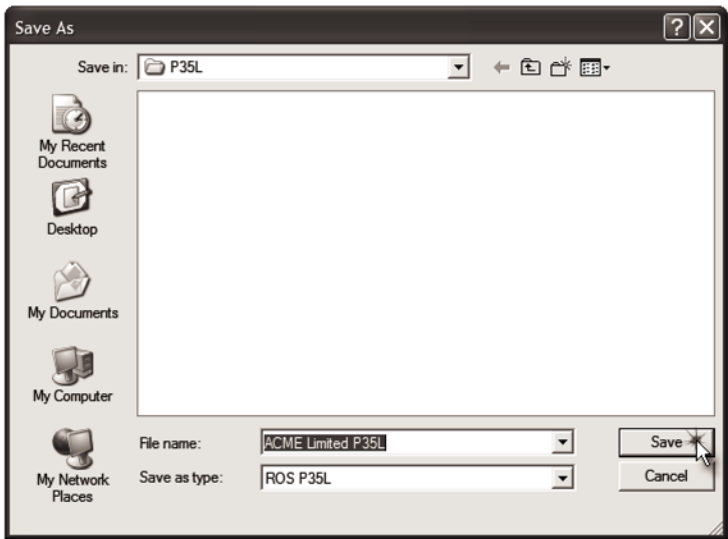 Save As
Save in:
P35L
My Recent
Documents
Desktop
My Documents
My Computer
My Network
Places
File name:
ACME Limited P35L
Save
Save as type:
ROS P35L
Cancel